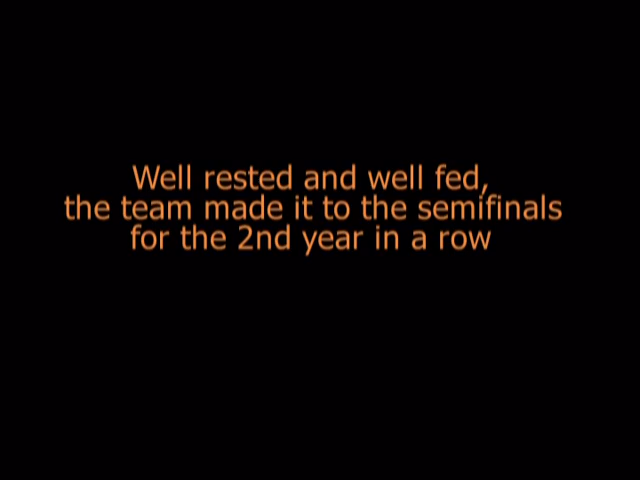 Well rested and well fed,
the team made it to the semifinals
for the 2nd year in a row